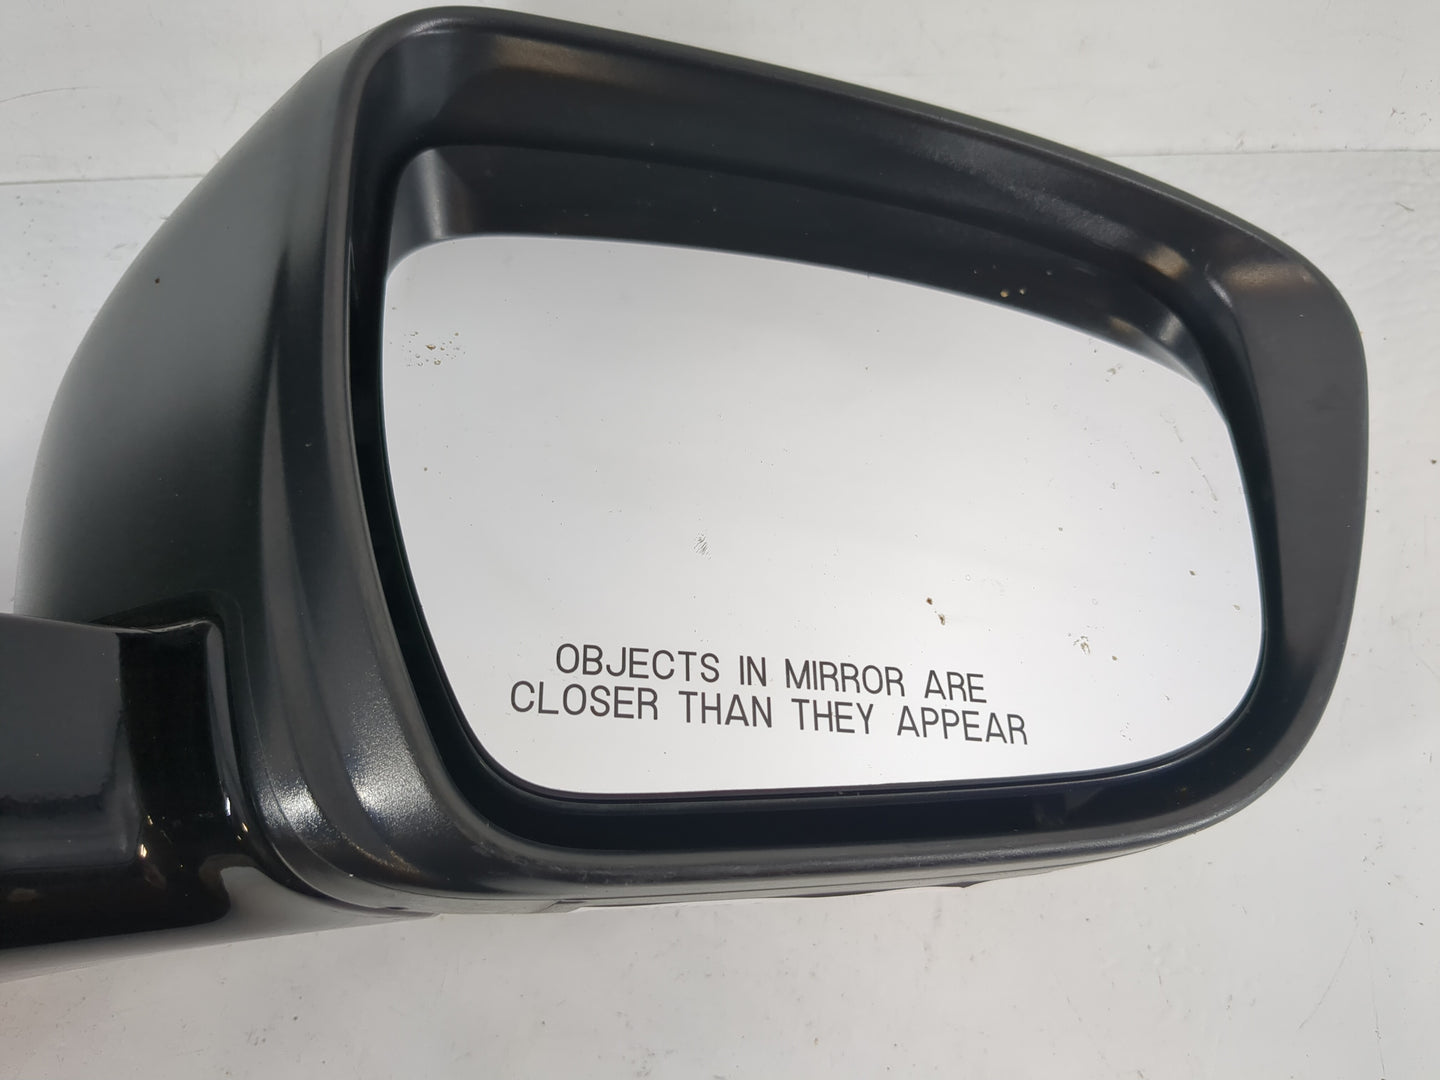 OBJECTS IN MIRROR ARE
CLOSER THAN THEY APPEAR